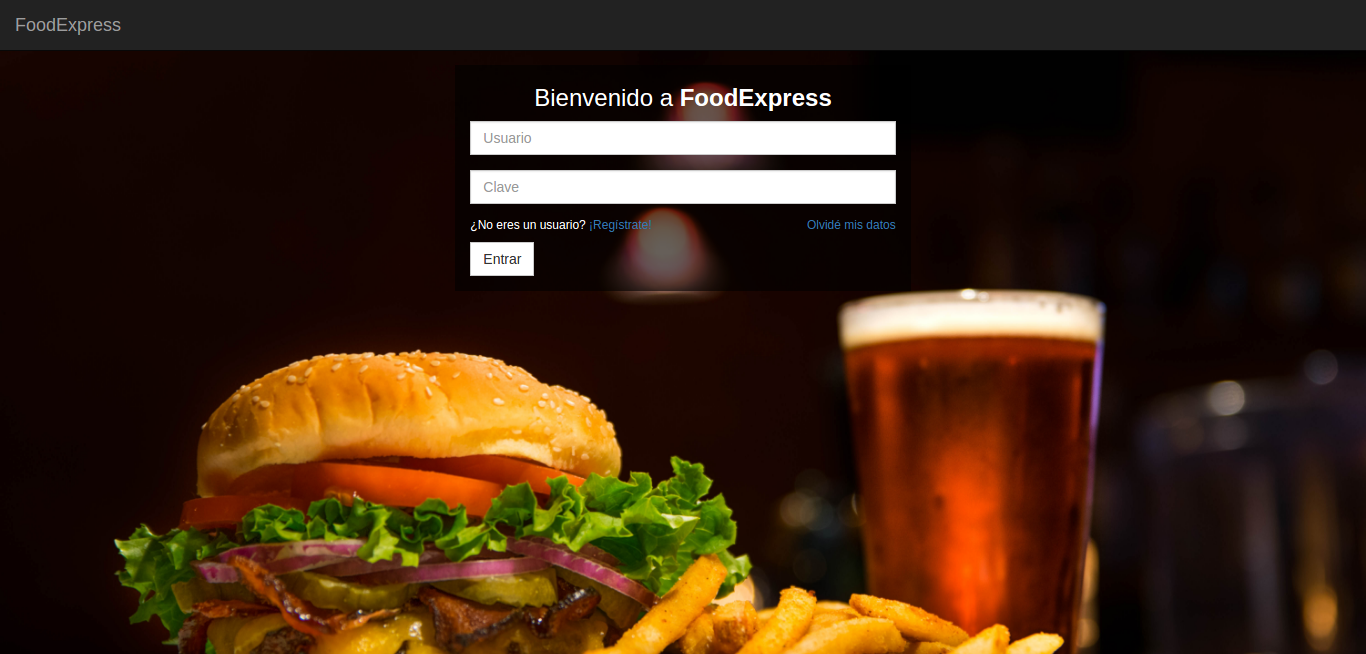 FoodExpress
Bienvenido a FoodExpress
Usuario
Clave
¿No eres un usuario? ¡Regístrate! Olvidé mis datos
Entrar